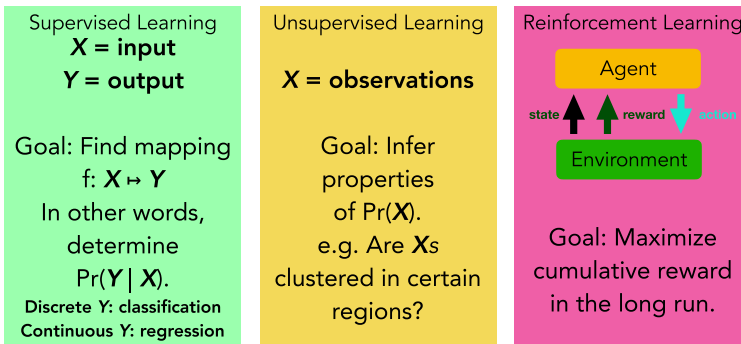 Supervised Learning
X = input
Y = output
Goal: Find mapping
f: X ↦ Y
In other words,
determine
Pr(Y | X).
Discrete Y: classification
Continuous Y: regression
Unsupervised Learning
X = observations
Goal: Infer
properties
of Pr(X).
e.g. Are Xs
clustered in certain
regions?
Reinforcement Learning
Agent
state
reward
action
Environment
Goal: Maximize
cumulative reward
in the long run.